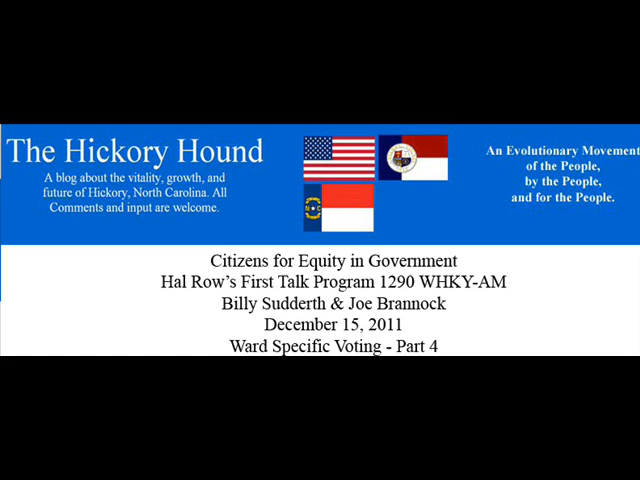 The Hickory Hound
A blog about the vitality, growth, and
future of Hickory, North Carolina. All
Comments and input are welcome.
An Evolutionary Movement
of the People,
by the People,
and for the People.
Citizens for Equity in Government
Hal Row’s First Talk Program 1290 WHKY-AM
Billy Sudderth & Joe Brannock
December 15, 2011
Ward Specific Voting - Part 4